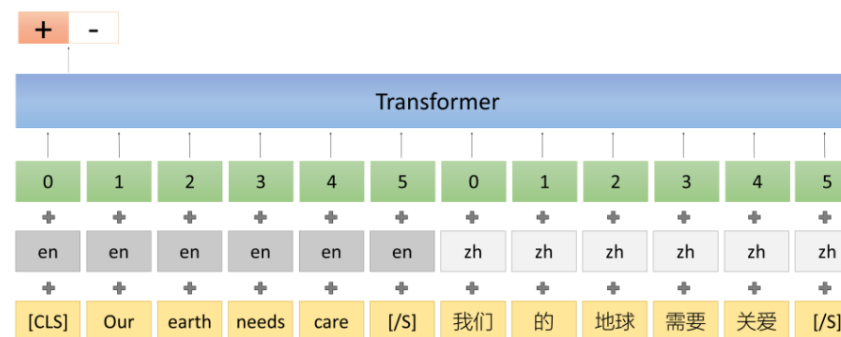 + -
Transformer
0 1 2 3 4 5 0 1 2 3 4 5
en en en en en en zh zh zh zh zh zh
[CLS] Our earth needs care [/S] 我们 的 地球 需要 关爱 [/S]